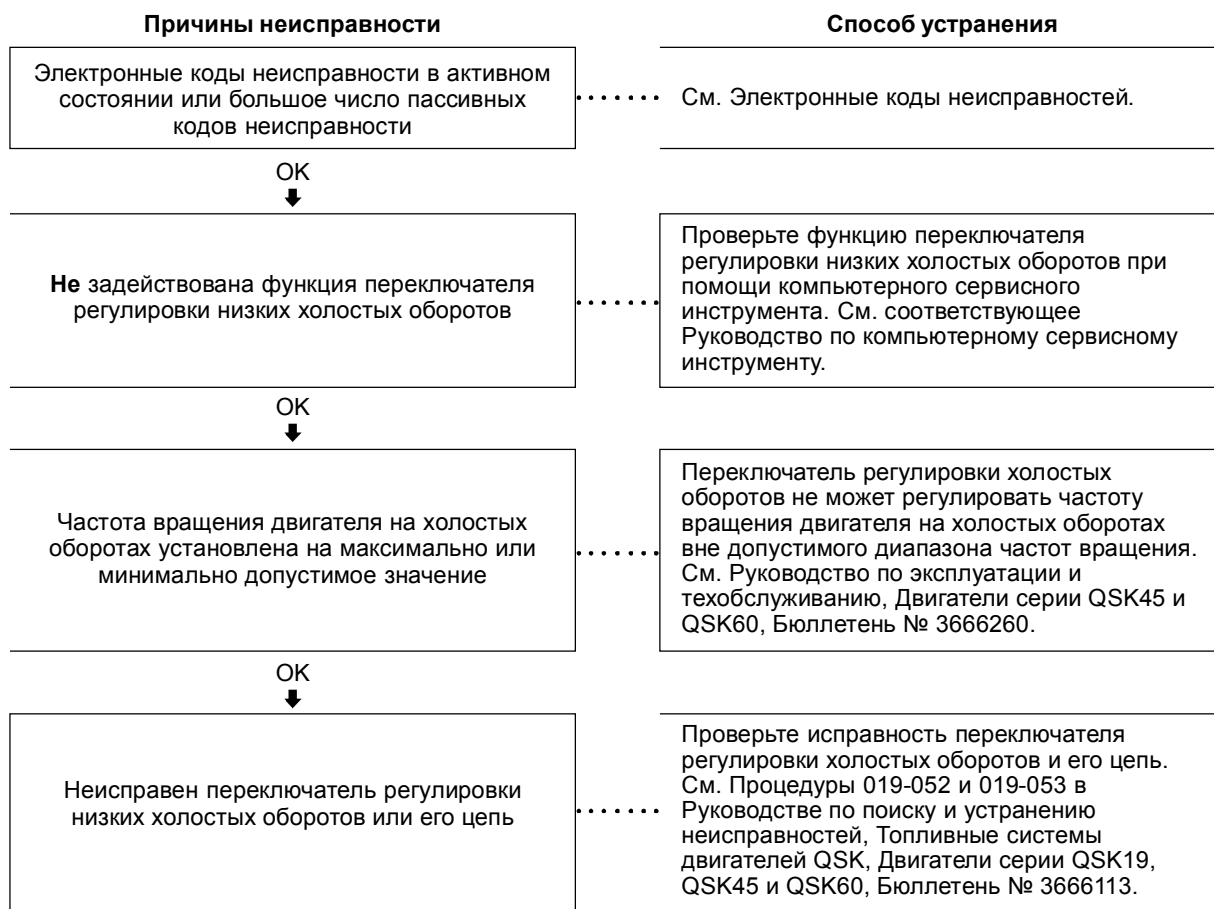 Причины неисправности
Способ устранения
Электронные коды неисправности в активном
состоянии или большое число пассивных
кодов неисправности
См. Электронные коды неисправностей.
OK
Не задействована функция переключателя
регулировки низких холостых оборотов
Проверьте функцию переключателя
регулировки низких холостых оборотов при
помощи компьютерного сервисного
инструмента. См. соответствующее
Руководство по компьютерному сервисному
инструменту.
OK
Частота вращения двигателя на холостых
оборотах установлена на максимально или
минимально допустимое значение
Переключатель регулировки холостых
оборотов не может регулировать частоту
вращения двигателя на холостых оборотах
вне допустимого диапазона частот вращения.
См. Руководство по эксплуатации и
техобслуживанию, Двигатели серии QSK45 и
QSK60, Бюллетень № 3666260.
OK
Неисправен переключатель регулировки
низких холостых оборотов или его цепь
Проверьте исправность переключателя
регулировки холостых оборотов и его цепь.
См. Процедуры 019-052 и 019-053 в
Руководстве по поиску и устранению
неисправностей, Топливные системы
двигателей QSK, Двигатели серии QSK19,
QSK45 и QSK60, Бюллетень № 3666113.